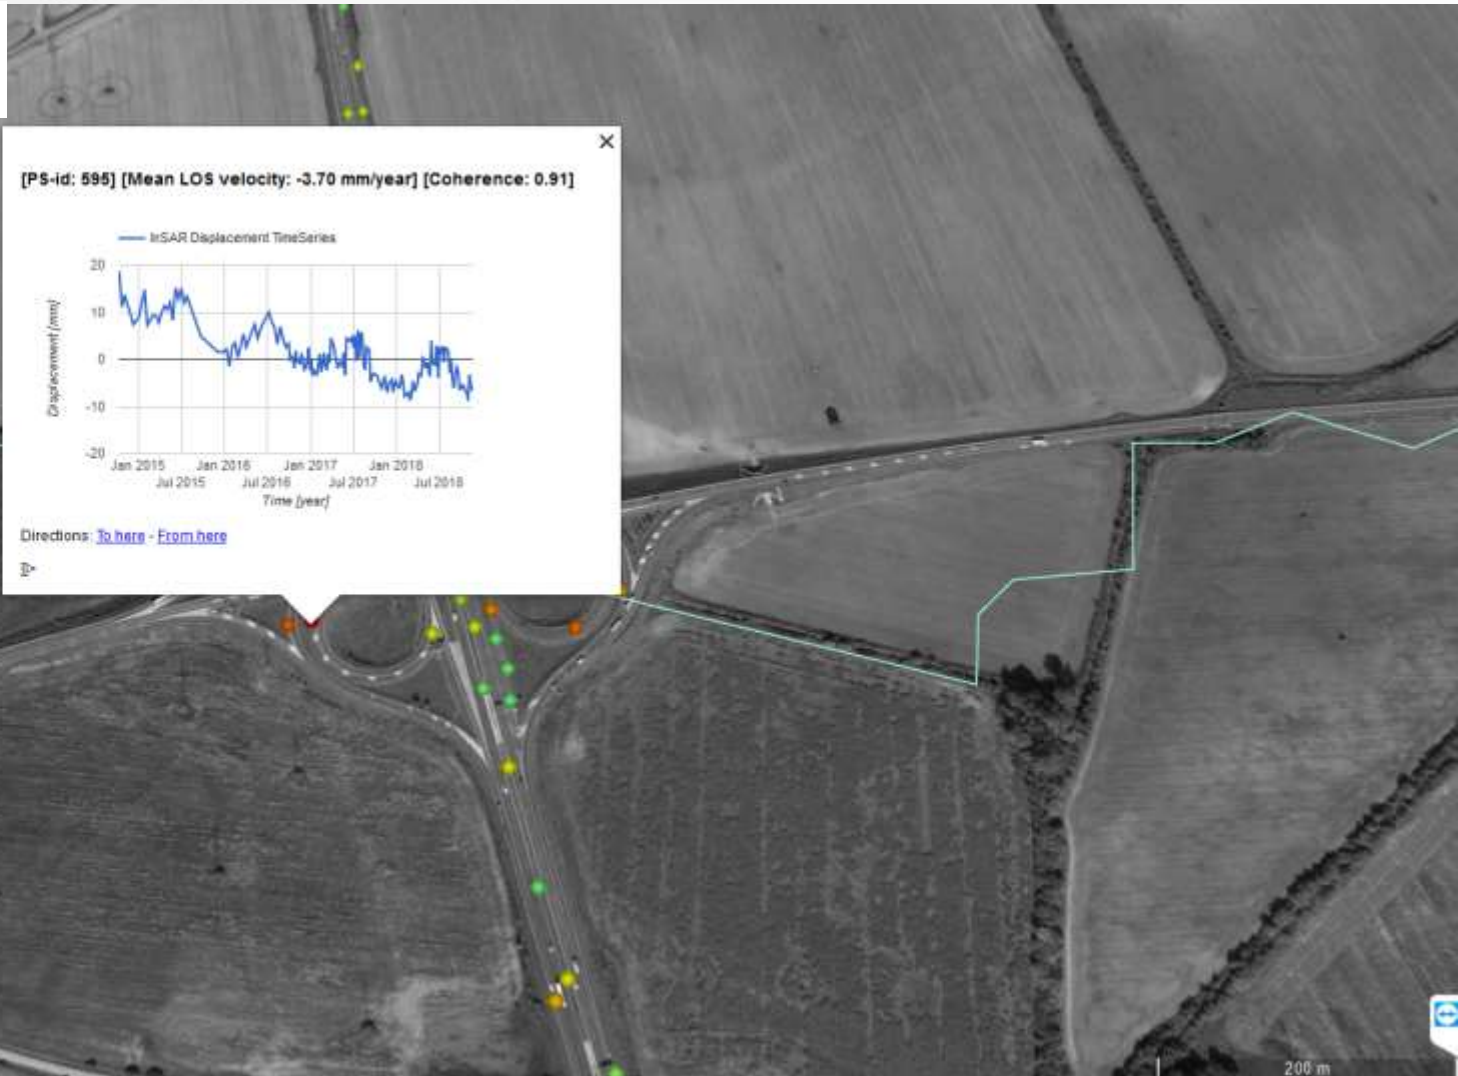 [PS-id: 595] [Mean LOS velocity: -3.70 mm/year] [Coherence: 0.91]
InSAR Displacement TimeSeries
20
10
0
-10
-20
Displacement [mm]
Jan 2015 Jan 2016 Jan 2017 Jan 2018
Jul 2015 Jul 2016 Jul 2017 Jul 2018
Time [year]
Directions: To here - From here
200 m